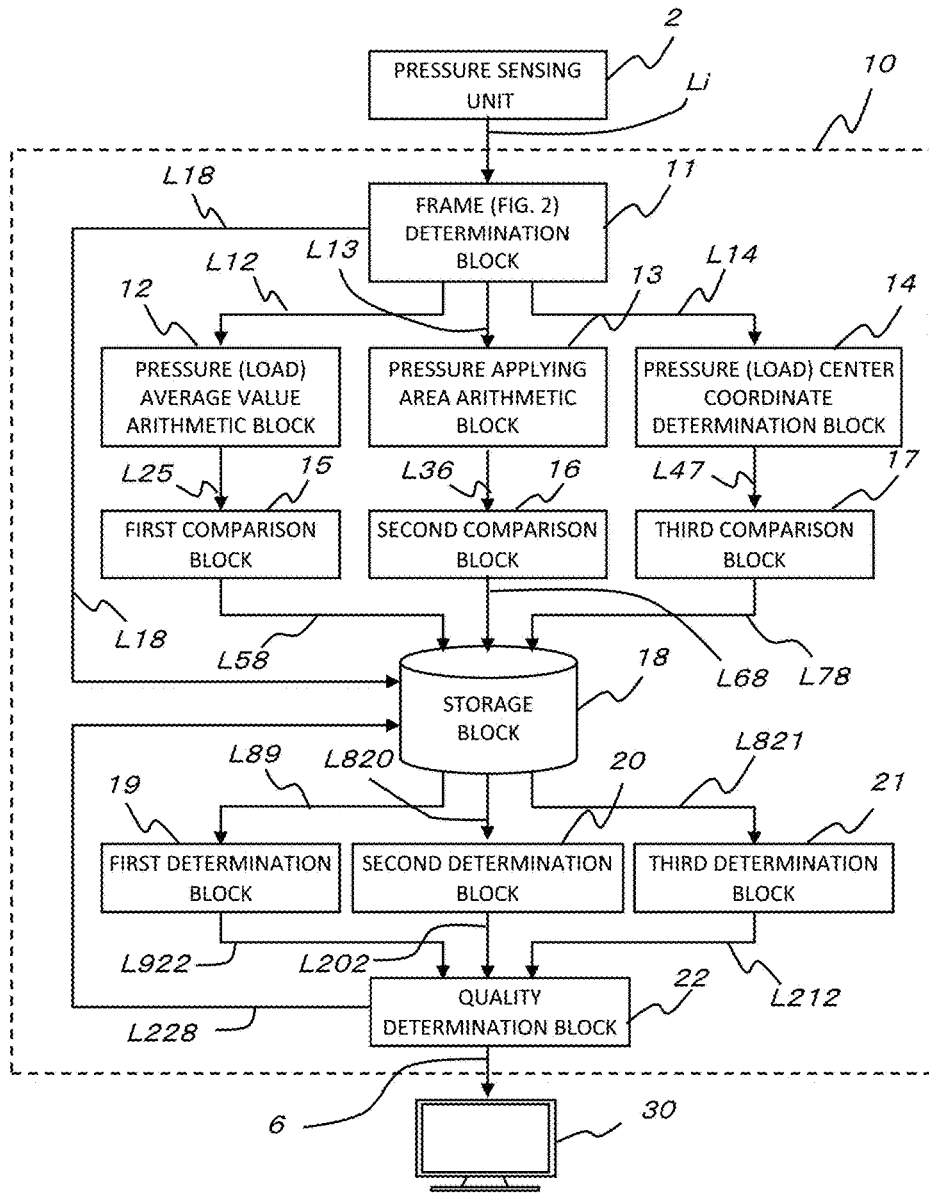 2
PRESSURE SENSING
UNIT
Li
10
L18
11
FRAME (FIG. 2)
DETERMINATION
BLOCK
L13
L12
L14
12
13
14
PRESSURE (LOAD)
AVERAGE VALUE
ARITHMETIC BLOCK
PRESSURE APPLYING
AREA ARITHMETIC
BLOCK
PRESSURE (LOAD) CENTER
COORDINATE
DETERMINATION BLOCK
L25
15
L36
16
L47
17
FIRST COMPARISON
BLOCK
SECOND COMPARISON
BLOCK
THIRD COMPARISON
BLOCK
L18
L58
L68
L78
18
STORAGE
BLOCK
L89
L820
20
L821
19
21
FIRST DETERMINATION
BLOCK
SECOND DETERMINATION
BLOCK
THIRD DETERMINATION
BLOCK
L922
L202
L212
22
QUALITY
DETERMINATION BLOCK
L228
6
30